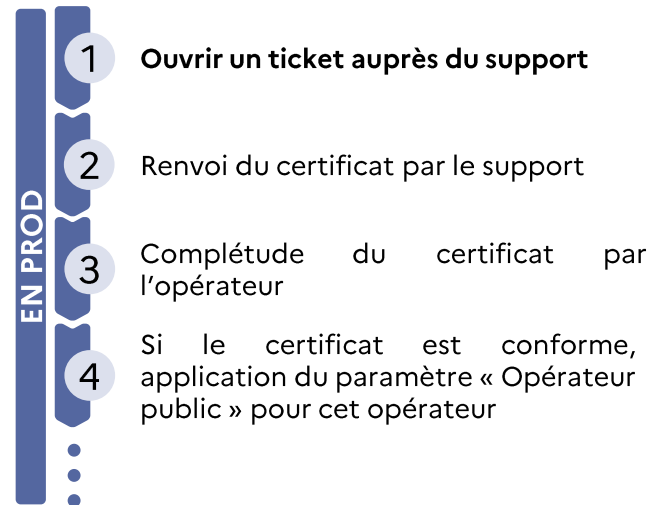 EN PROD
1
Ouvrir un ticket auprès du support
2
Renvoi du certificat par le support
3
Complétude du certificat par
l'opérateur
4
Si le certificat est conforme,
application du paramètre « Opérateur
public » pour cet opérateur